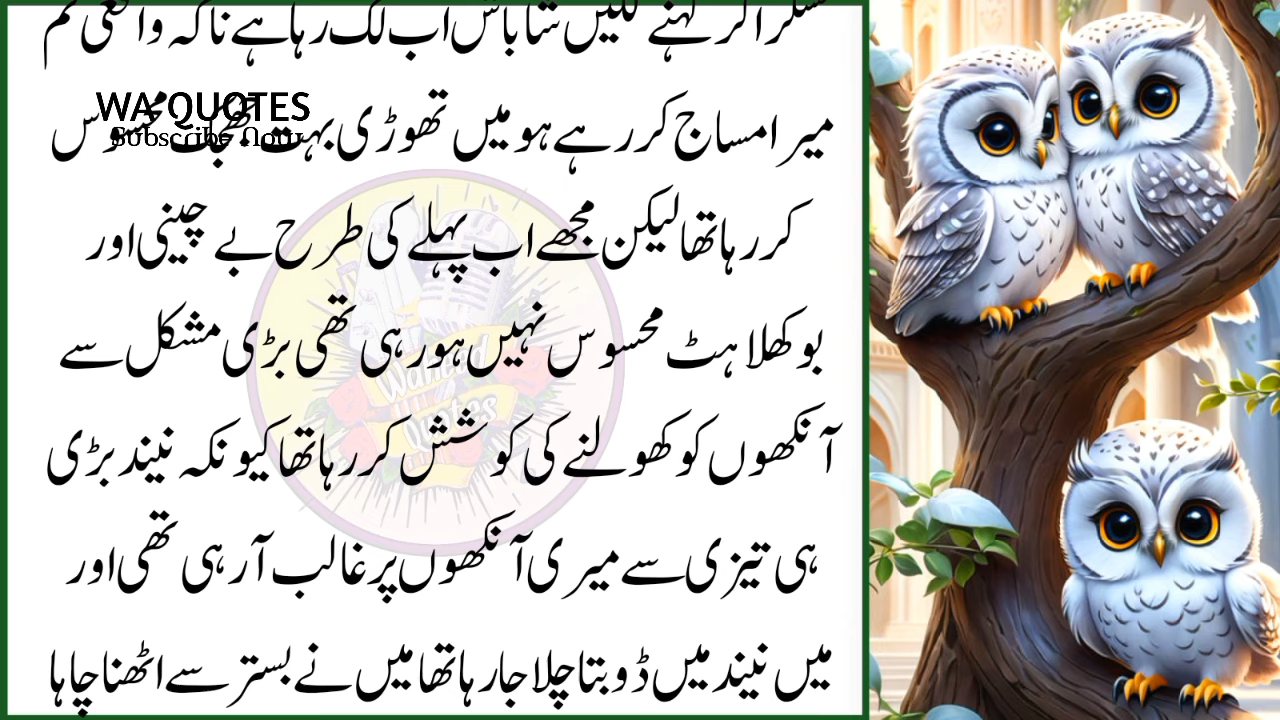 مسکرا کر کہنے لگیں شاباش اب لگ رہا ہے ناکہ واقعی تم
WA QUOTES
Subscribe Now
میرا مساج کر رہے ہو میں تھوڑی بہت جھجک محسوس
کر رہا تھا لیکن مجھے اب پہلے کی طرح بے چینی اور
بوکھلاہٹ محسوس نہیں ہو رہی تھی بڑی مشکل سے
آنکھوں کو کھولنے کی کوشش کر رہا تھا کیونکہ نیند بڑی
ہی تیزی سے میری آنکھوں پر غالب آ رہی تھی اور
میں نیند میں ڈوبتا چلا جا رہا تھا میں نے بستر سے اٹھنا چاہا
Quotes